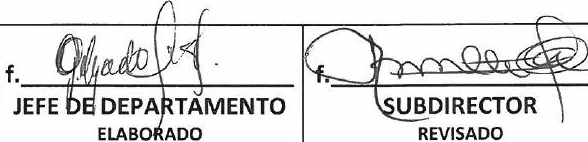 f. f.
JEFE DE DEPARTAMENTO SUBDIRECTOR
ELABORADO REVISADO